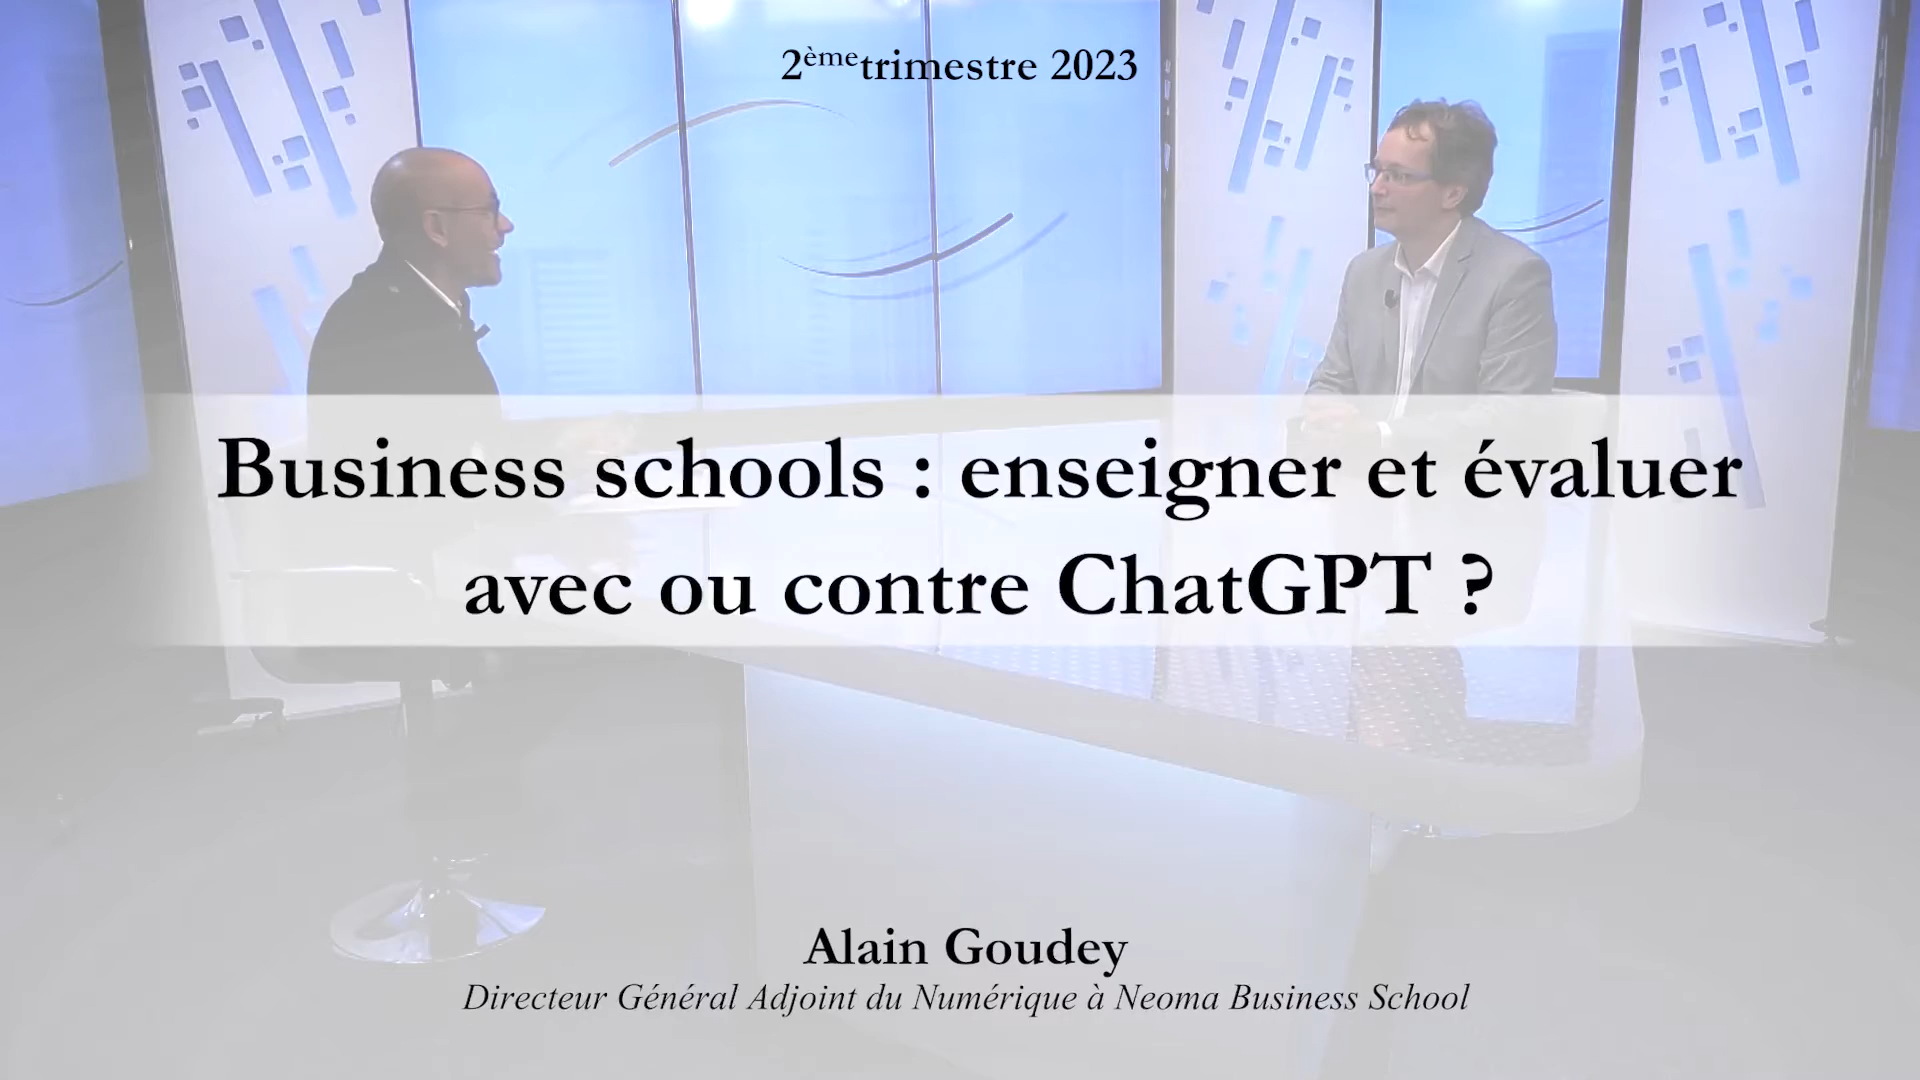 2èmetrimestre 2023
Business schools : enseigner et évaluer
avec ou contre ChatGPT ?
Alain Goudey
Directeur Général Adjoint du Numérique à Neoma Business School